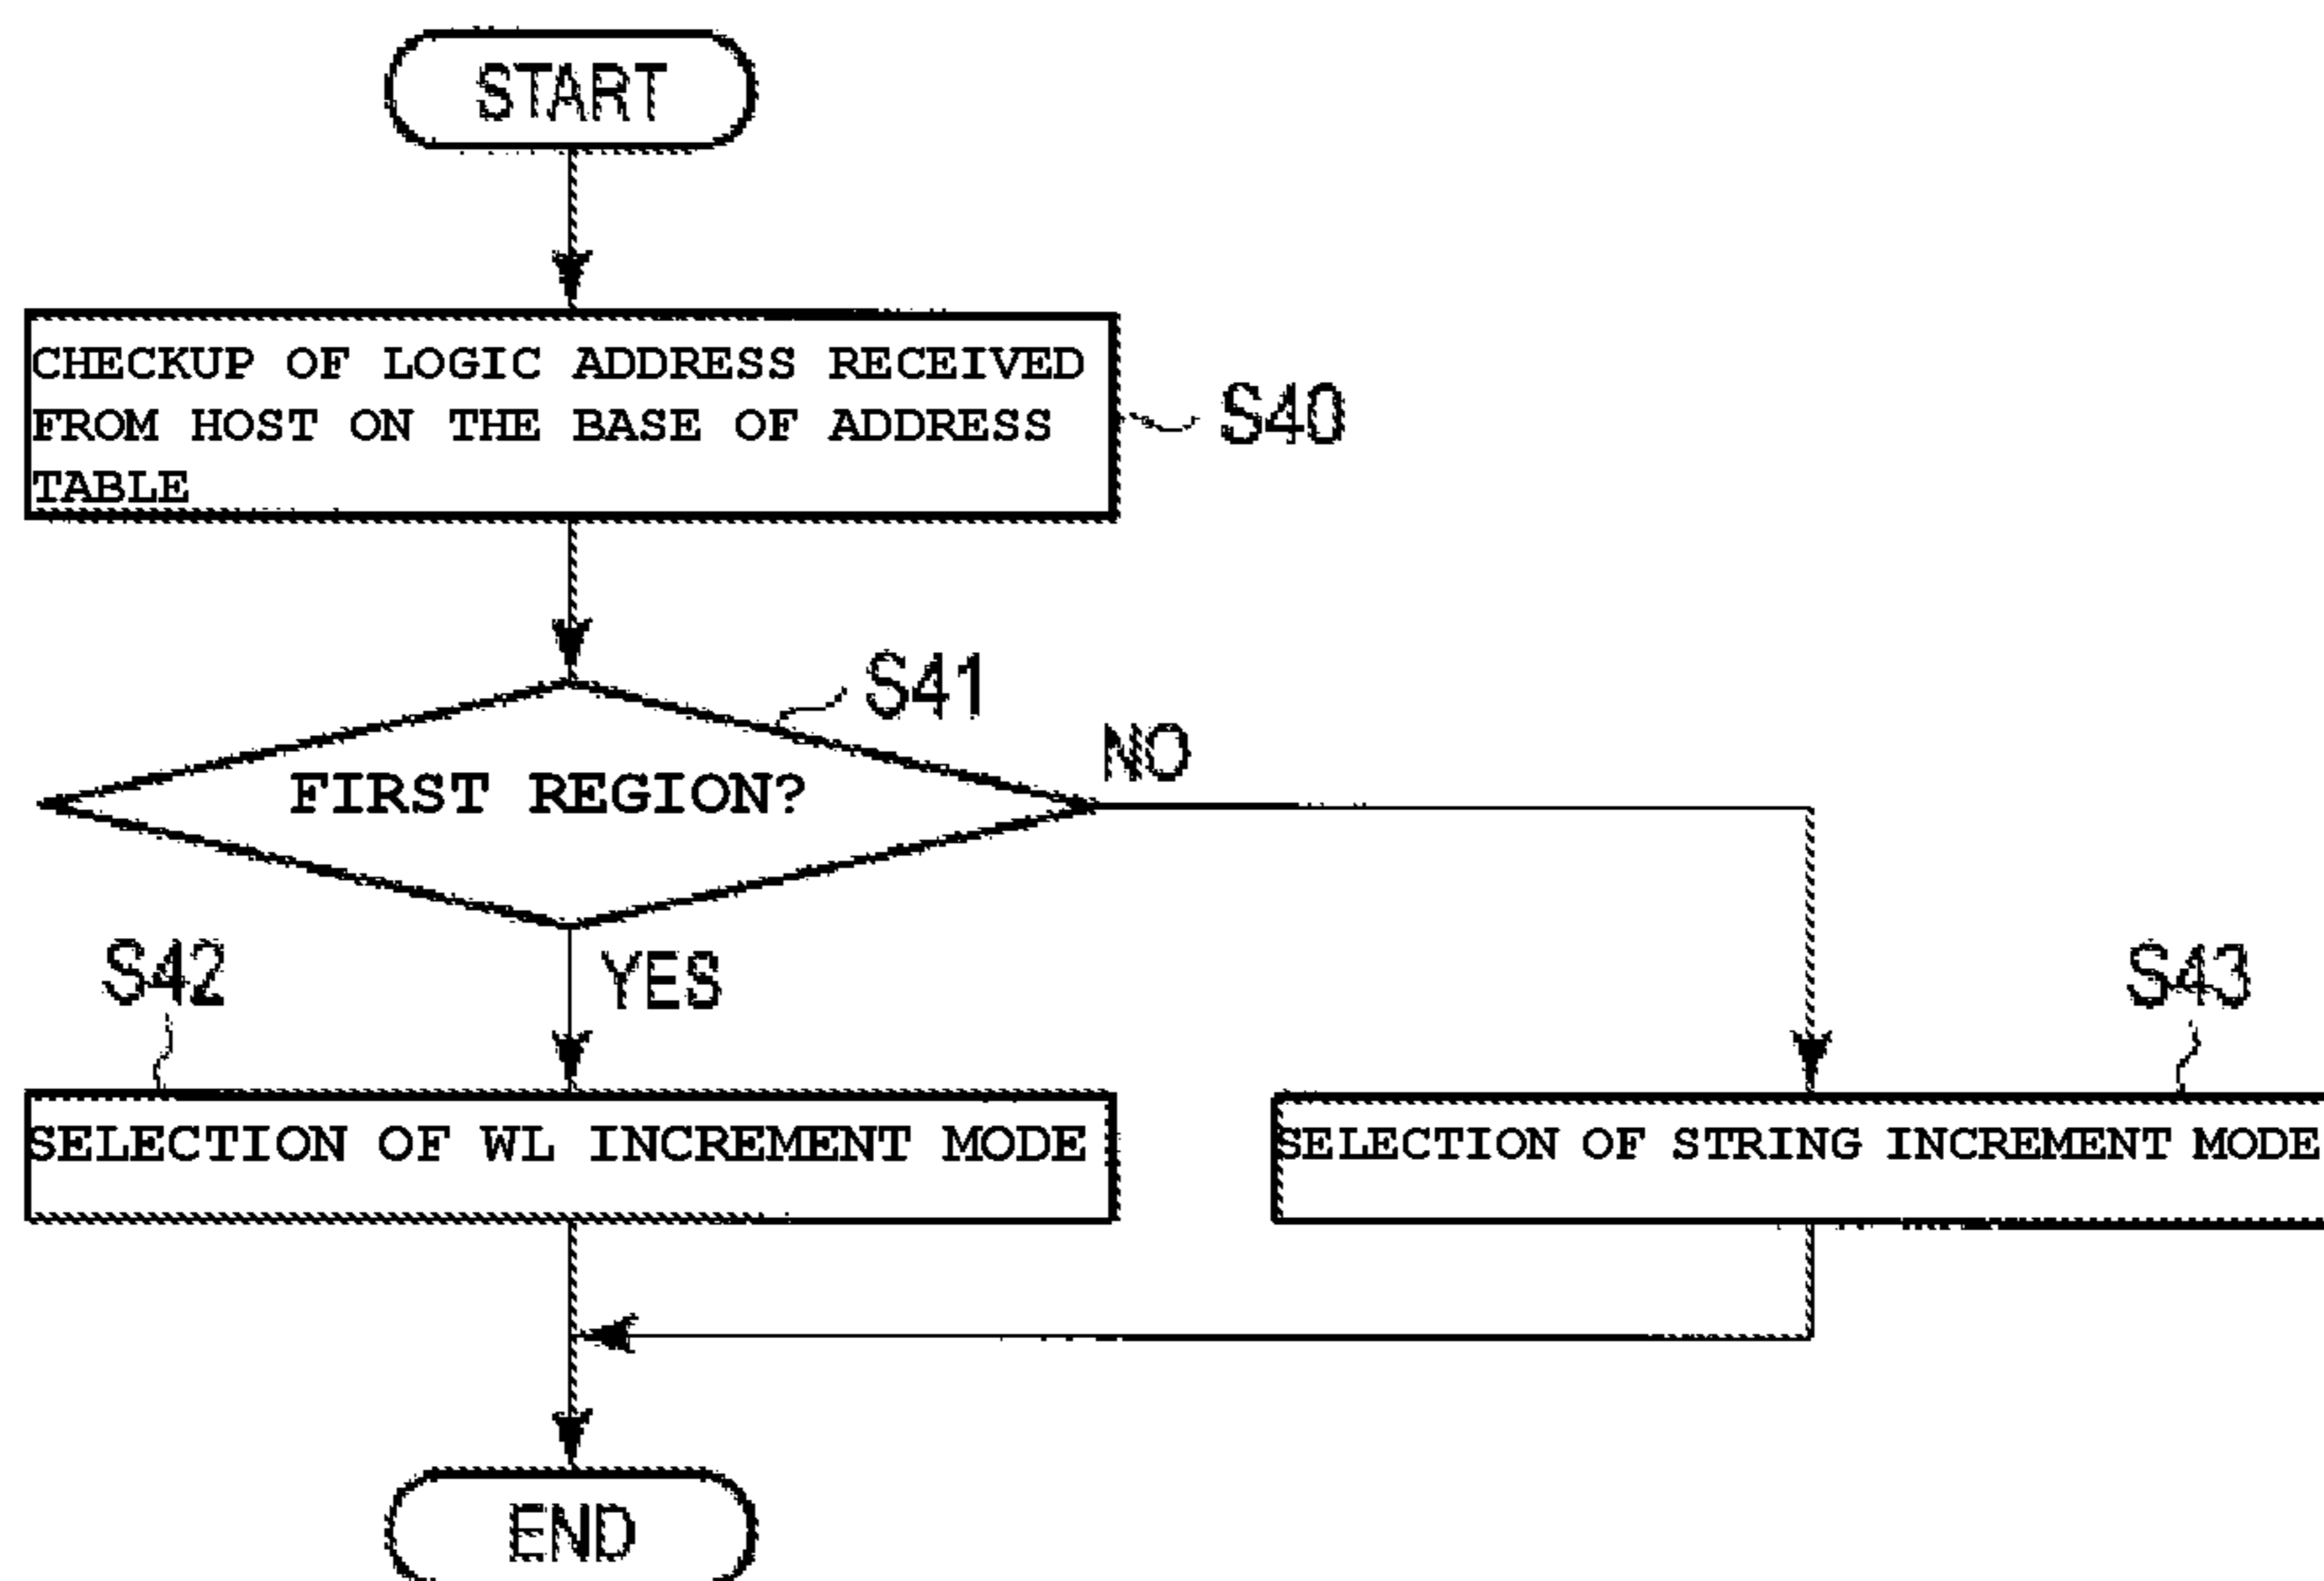 START
CHECKUP OF LOGIC ADDRESS RECEIVED
FROM HOST ON THE BASE OF ADDRESS
TABLE
S40
S41
FIRST REGION?
NO
YES
S42
S43
SELECTION OF WL INCREMENT MODE
SELECTION OF STRING INCREMENT MODE
END